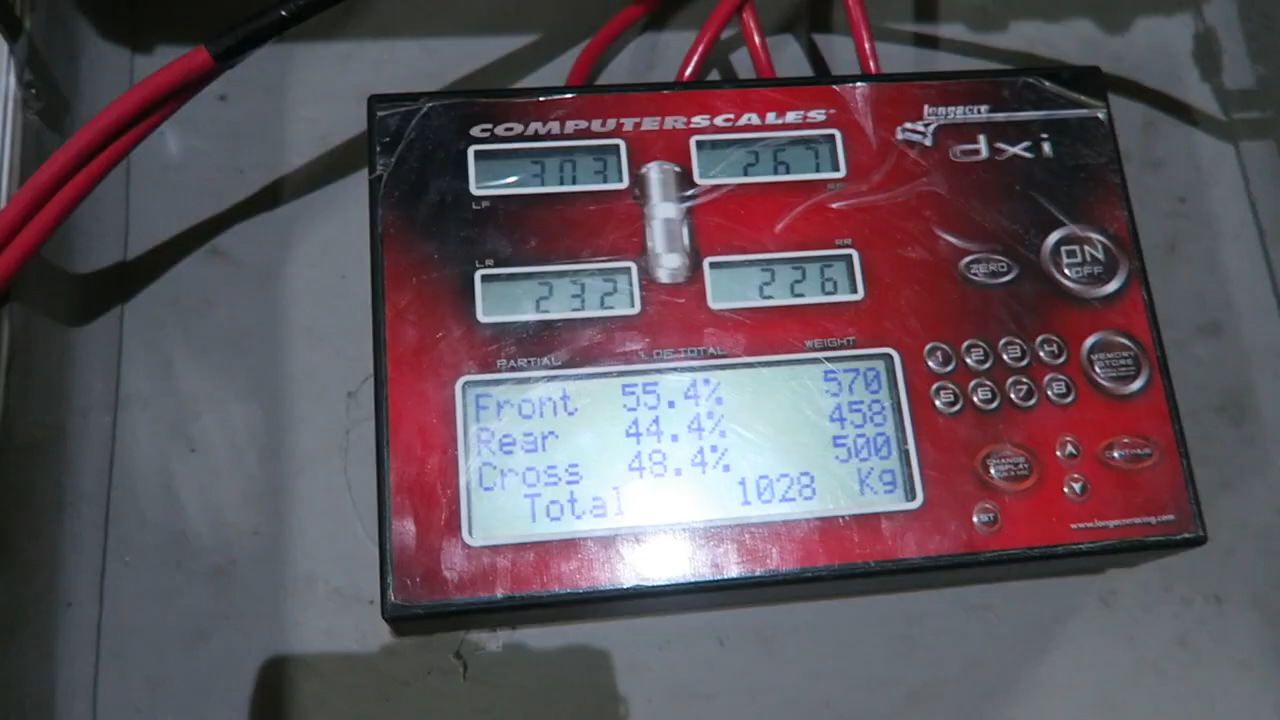 COMPUTERSCALES
longacre
dxi
303
267
LF
RF
LR
RR
232
226
ZERO
ON
OFF
PARTIAL
% OF TOTAL
WEIGHT
Front 55.4% 570
Rear 44.4% 458
Cross 48.4% 500
Total 1028 Kg
1 2 3 4
5 6 7 8
MEMORY
STORE
CHANGE
DISPLAY
CONTINUE
www.longacreracing.com